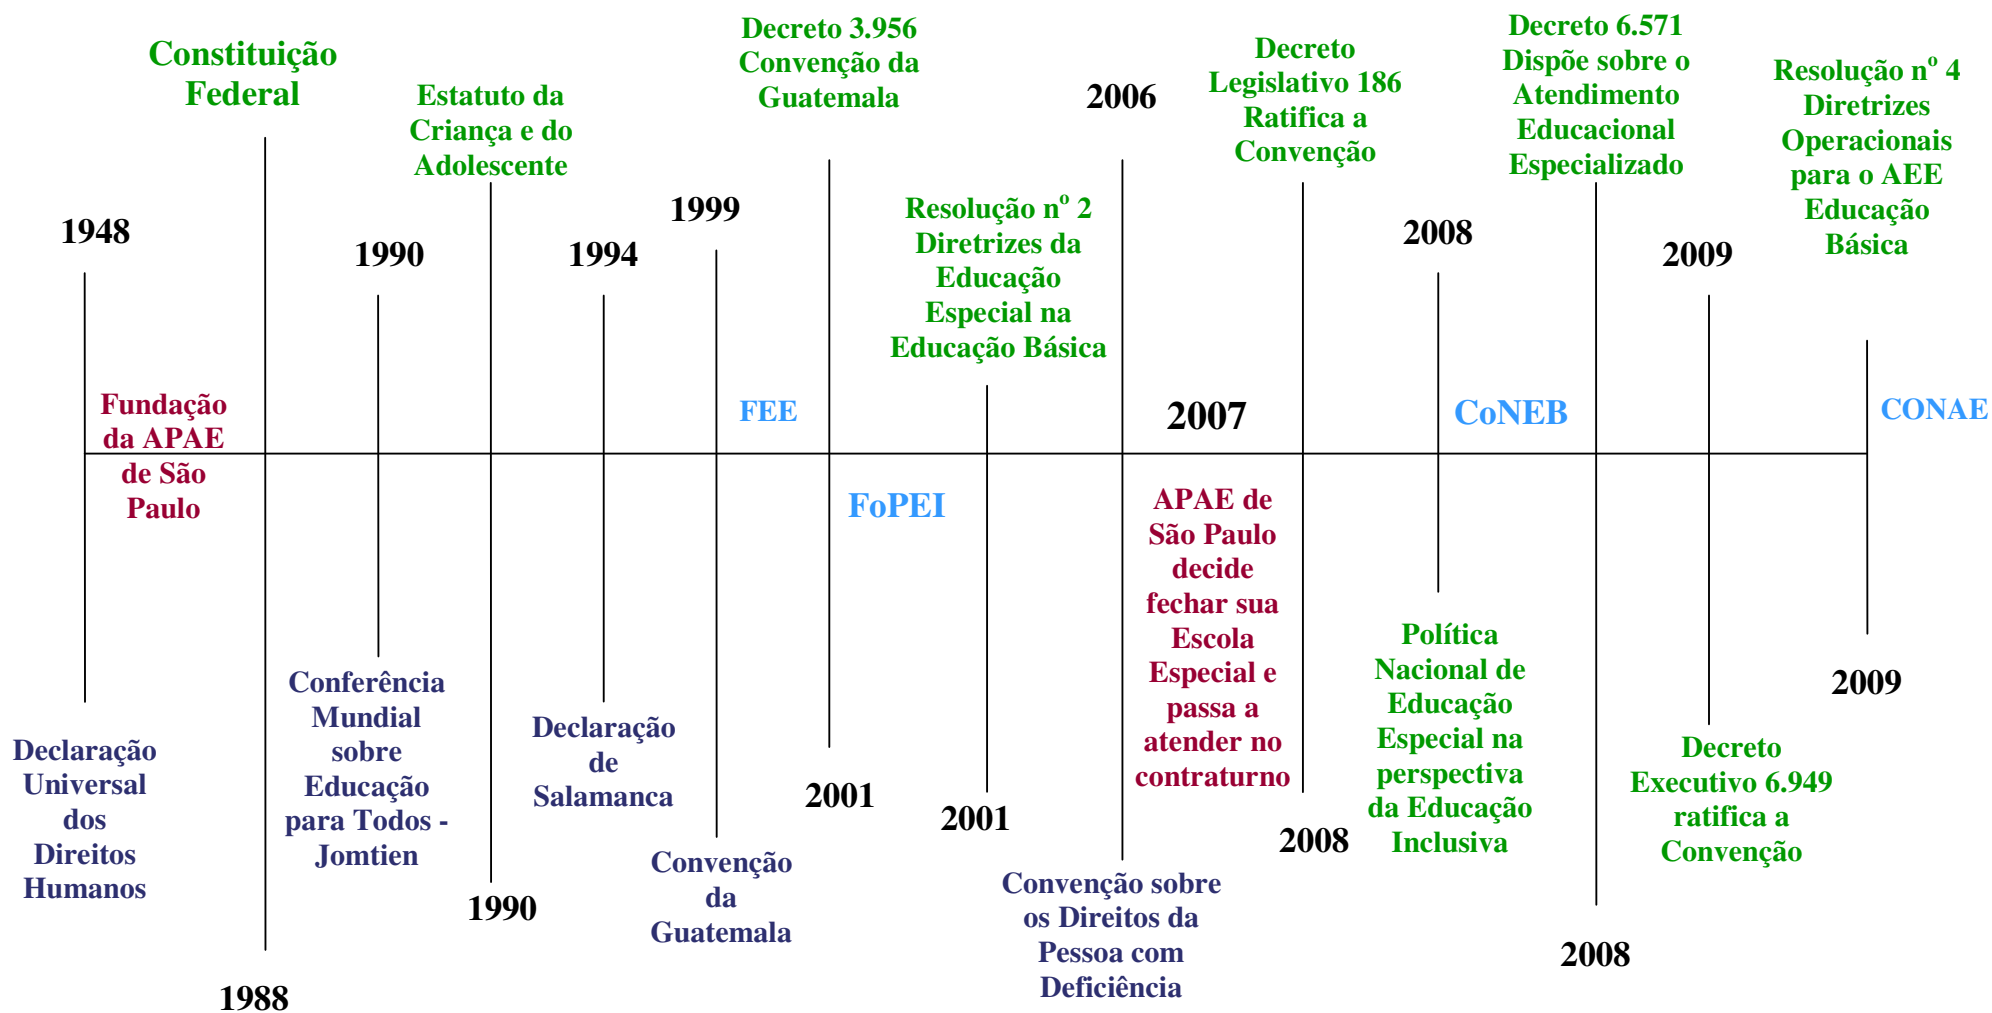 Constituição
Federal
1988
1948
Declaração
Universal
dos
Direitos
Humanos
Fundação
da APAE
de São
Paulo
1990
Conferência
Mundial
sobre
Educação
para Todos -
Jomtien
Estatuto da
Criança e do
Adolescente
1990
1994
Declaração
de
Salamanca
1999
Convenção
da
Guatemala
FEE
Decreto 3.956
Convenção da
Guatemala
2001
FoPEI
Resolução nº 2
Diretrizes da
Educação
Especial na
Educação Básica
2001
2006
Convenção sobre
os Direitos da
Pessoa com
Deficiência
2007
APAE de
São Paulo
decide
fechar sua
Escola
Especial e
passa a
atender no
contraturno
Decreto
Legislativo 186
Ratifica a
Convenção
2008
2008
Política
Nacional de
Educação
Especial na
perspectiva
da Educação
Inclusiva
CoNEB
Decreto 6.571
Dispõe sobre o
Atendimento
Educacional
Especializado
2008
2009
Decreto
Executivo 6.949
ratifica a
Convenção
Resolução nº 4
Diretrizes
Operacionais
para o AEE
Educação
Básica
2009
CONAE